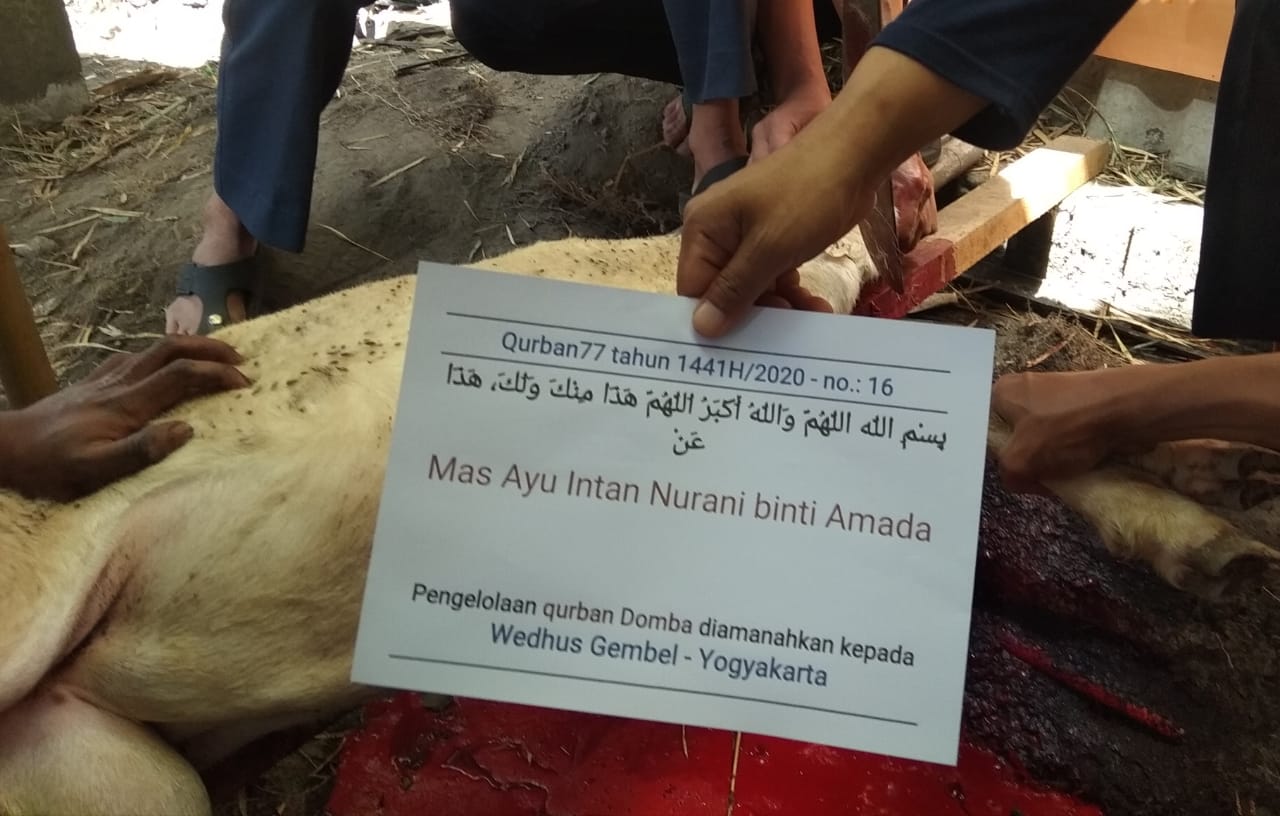 Qurban77 tahun 1441H/2020 - no.: 16
بِسْمِ اللهِ اللَّهُمَّ وَاللهُ أَكْبَرُ اللَّهُمَّ هَذَا مِنْكَ وَلَكَ، هَذَا
عَنْ
Mas Ayu Intan Nurani binti Amada
Pengelolaan qurban Domba diamanahkan kepada
Wedhus Gembel - Yogyakarta